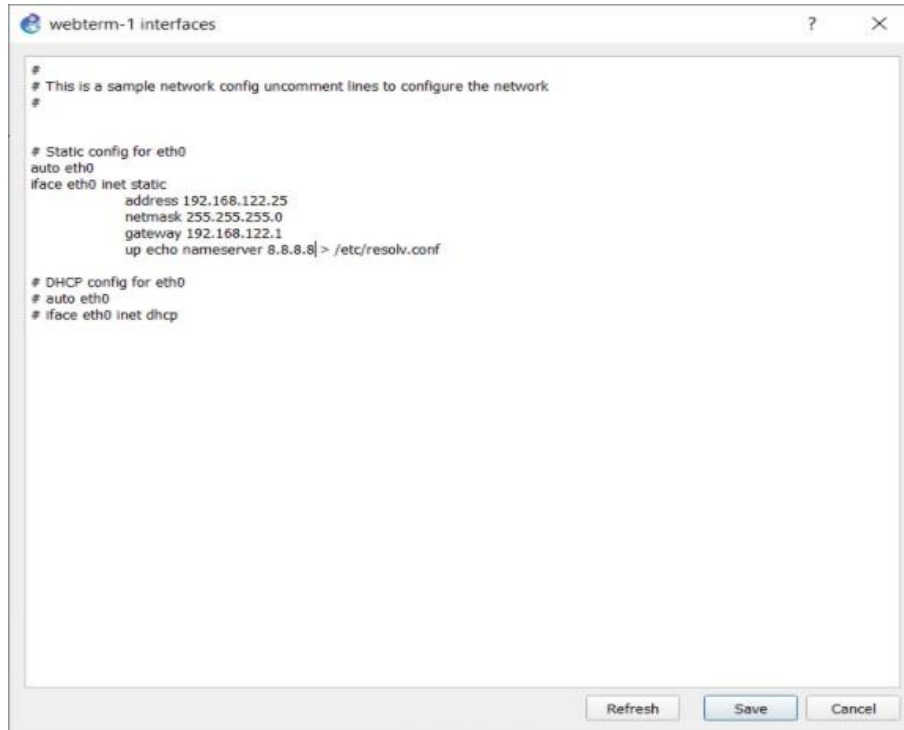 webterm-1 interfaces
?
#
# This is a sample network config uncomment lines to configure the network
#
# Static config for eth0
auto eth0
iface eth0 inet static
address 192.168.122.25
netmask 255.255.255.0
gateway 192.168.122.1
up echo nameserver 8.8.8.8 > /etc/resolv.conf
# DHCP config for eth0
# auto eth0
# iface eth0 inet dhcp
Refresh Save Cancel